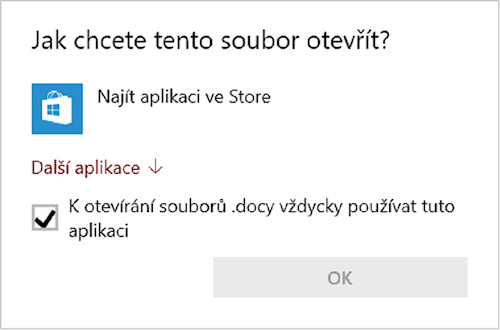 Jak chcete tento soubor otevřít?
Najít aplikaci ve Store
Další aplikace ↓
K otevírání souborů .docy vždycky používat tuto
aplikaci
OK